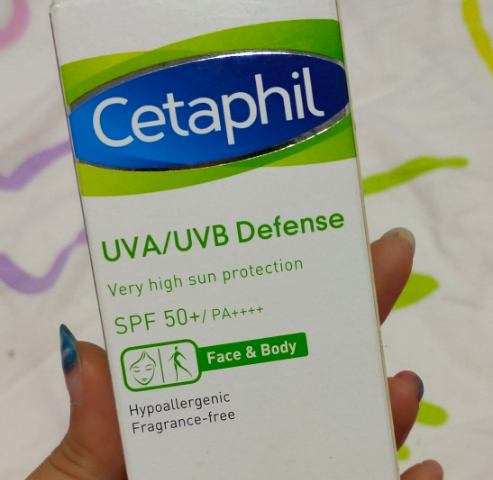 Cetaphil
UVA/UVB Defense
Very high sun protection
SPF 50+/ PA++++
Face & Body
Hypoallergenic
Fragrance-free